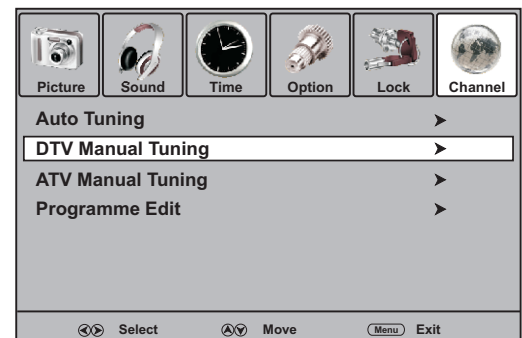 Picture Sound Time Option Lock Channel
Auto Tuning
DTV Manual Tuning
ATV Manual Tuning
Programme Edit
Select Move Menu Exit